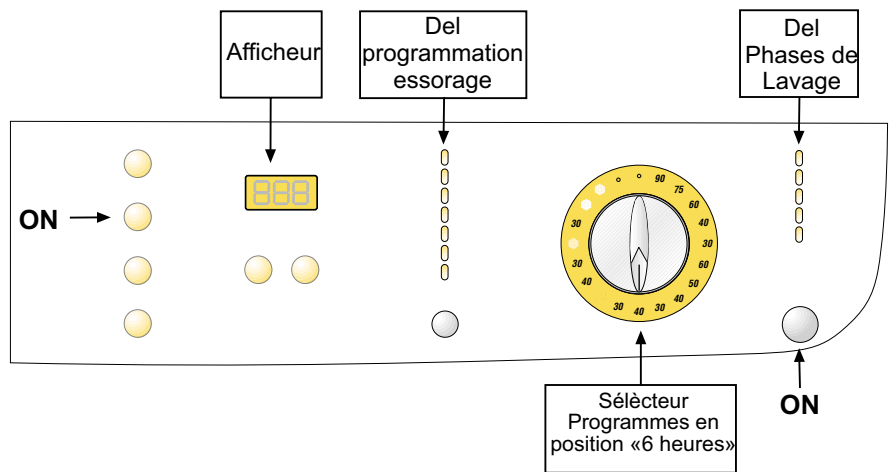 Afficheur
Del
programmation
essorage
Del
Phases de
Lavage
ON
888
90
75
60
40
30
60
50
40
30
30
40
30
40
30
30
Sélècteur
Programmes en
position «6 heures»
ON